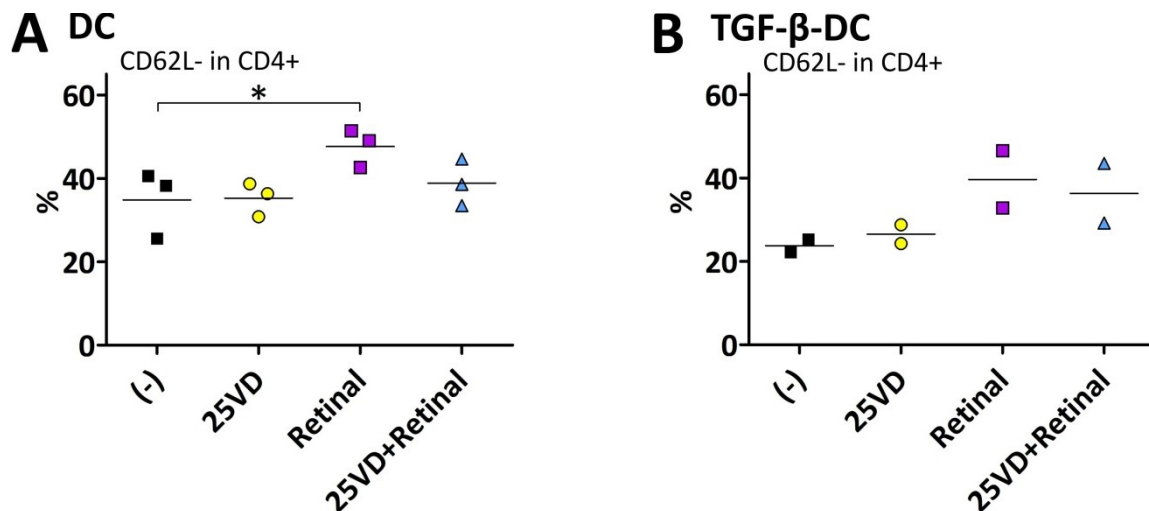 A DC
CD62L- in CD4+
*
60
40
20
0
%
(-)
25VD
Retinal
25VD+Retinal
B TGF-β-DC
CD62L- in CD4+
60
40
20
0
%
(-)
25VD
Retinal
25VD+Retinal